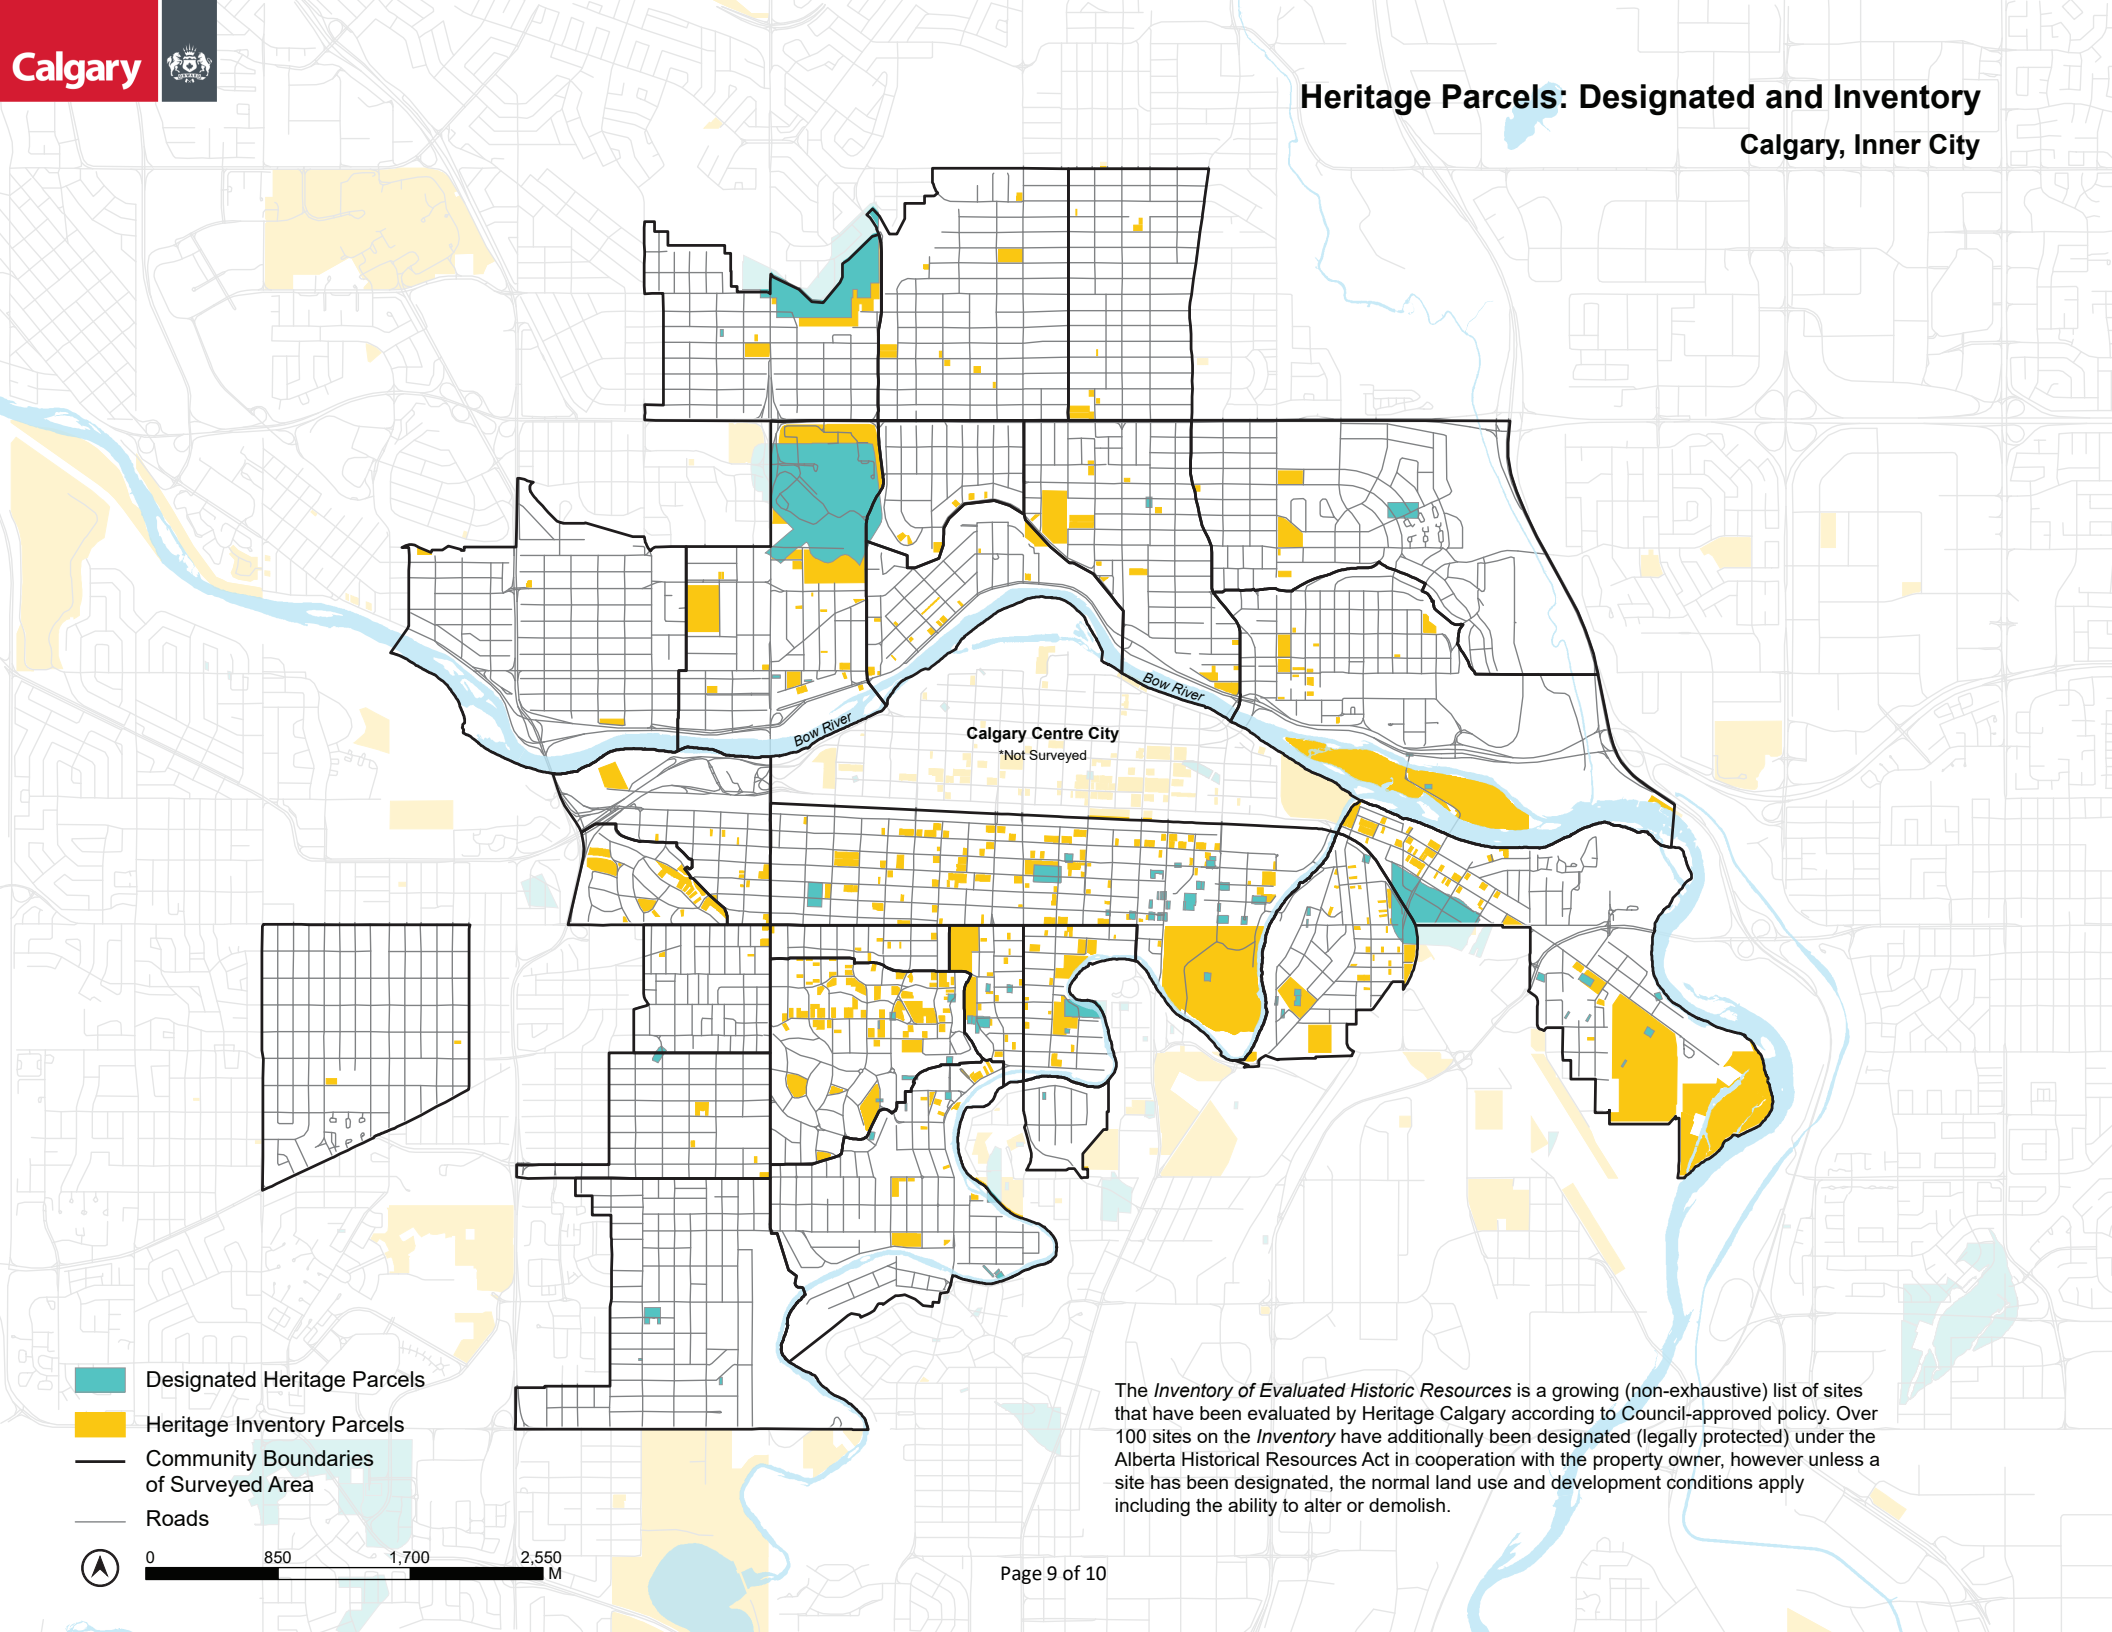 Calgary
Heritage Parcels: Designated and Inventory
Calgary, Inner City
Bow River
Bow River
Calgary Centre City
*Not Surveyed
Designated Heritage Parcels
Heritage Inventory Parcels
Community Boundaries
of Surveyed Area
Roads
0 850 1,700 2,550
M
The Inventory of Evaluated Historic Resources is a growing (non-exhaustive) list of sites
that have been evaluated by Heritage Calgary according to Council-approved policy. Over
100 sites on the Inventory have additionally been designated (legally protected) under the
Alberta Historical Resources Act in cooperation with the property owner, however unless a
site has been designated, the normal land use and development conditions apply
including the ability to alter or demolish.
Page 9 of 10